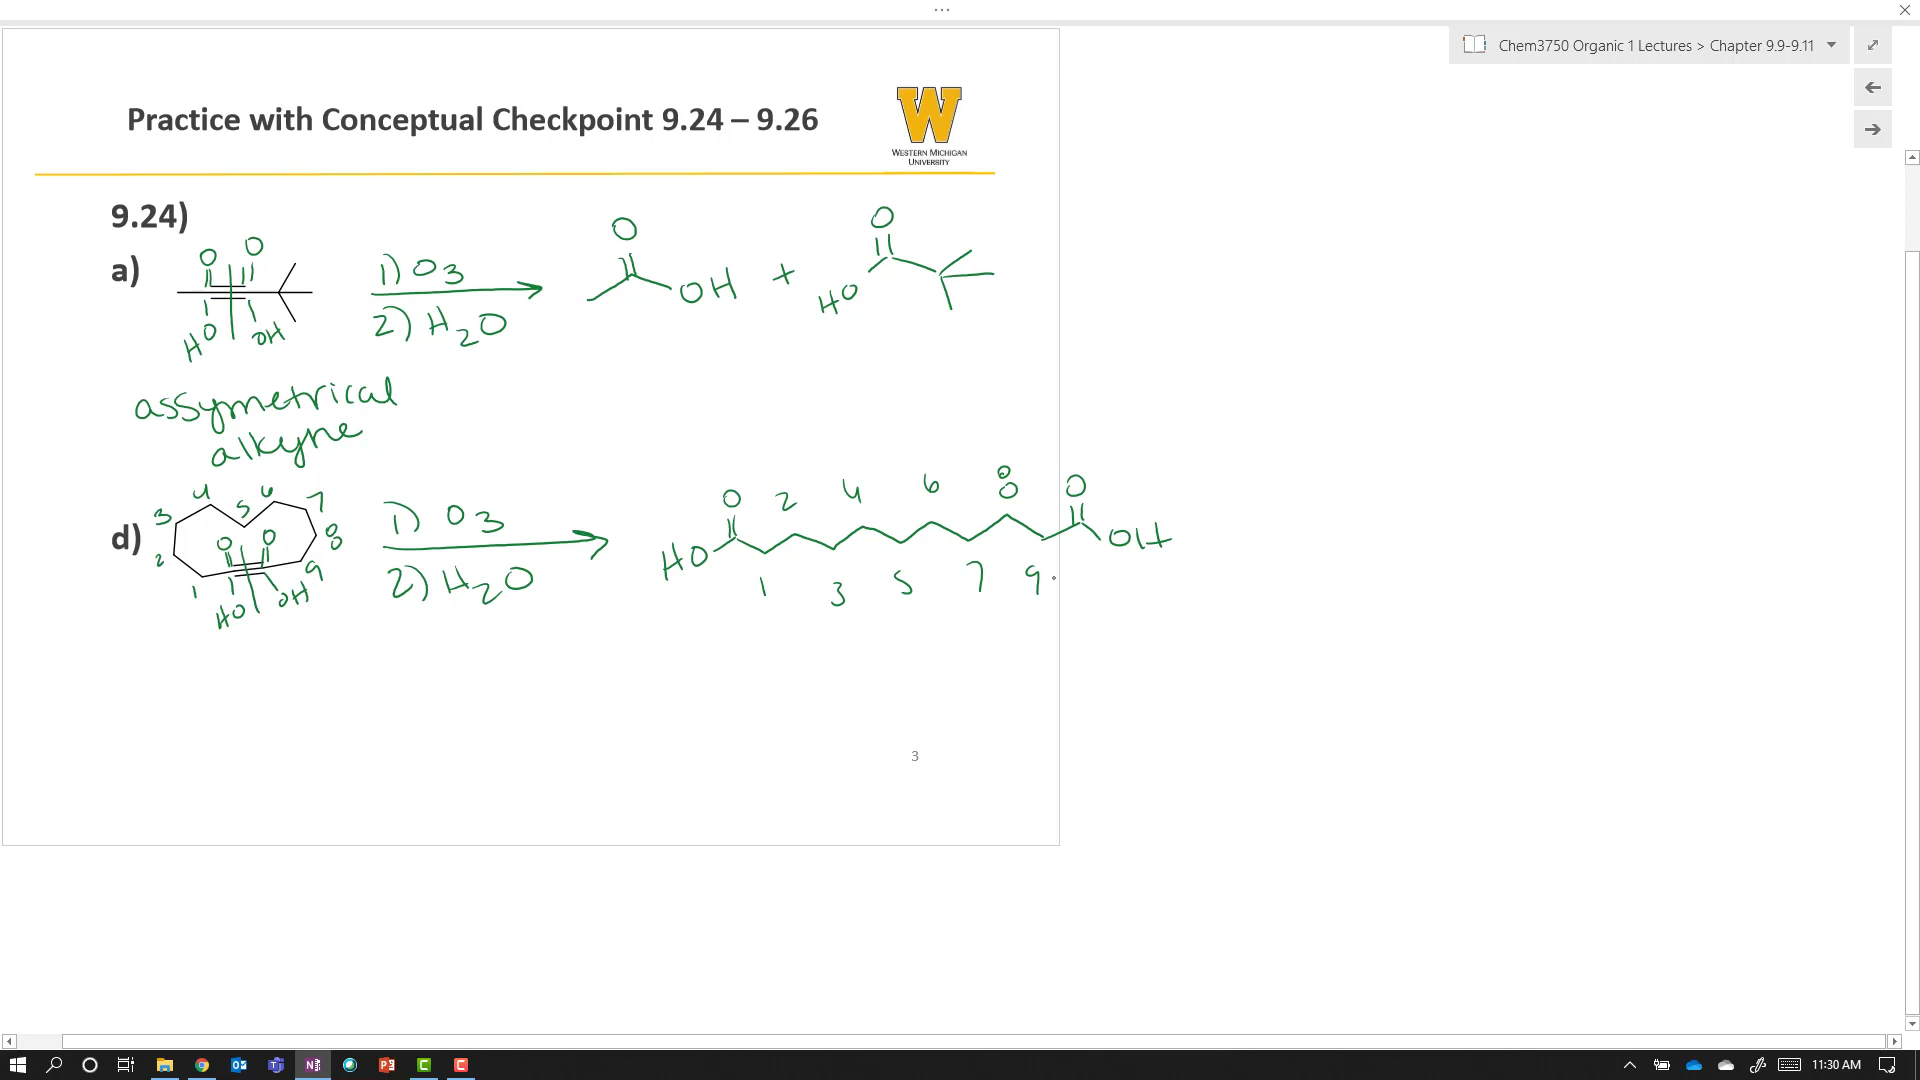 Chem3750 Organic 1 Lectures > Chapter 9.9-9.11
Practice with Conceptual Checkpoint 9.24 – 9.26
W
WESTERN MICHIGAN
UNIVERSITY
9.24)
a)
O O
HO OH
1) O3
2) H2O
O
OH
+
O
HO
assymetrical
alkyne
d)
1 2 3 4 5 6 7 8 9
O O
HO OH
1) O3
2) H2O
O 2 4 6 8 O
HO OH
1 3 5 7 9
3
11:30 AM